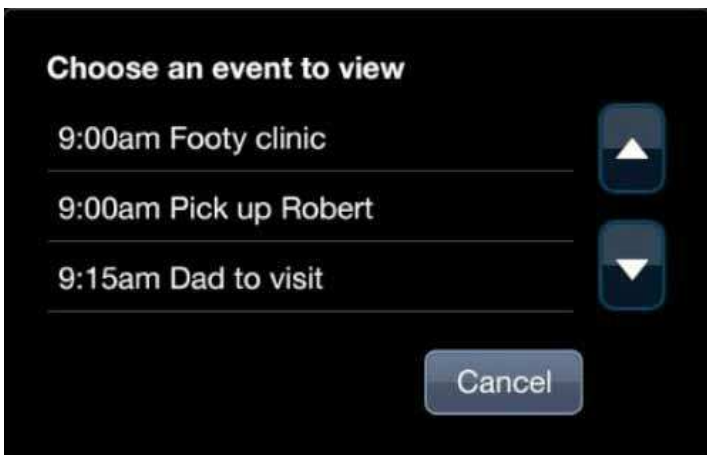 Choose an event to view
9:00am Footy clinic
9:00am Pick up Robert
9:15am Dad to visit
Cancel